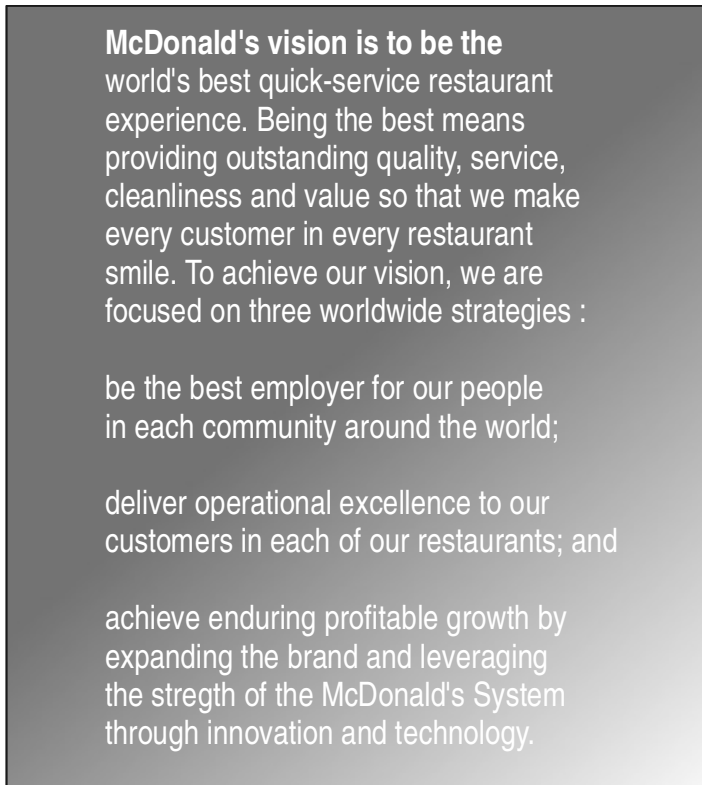 McDonald's vision is to be the
world's best quick-service restaurant
experience. Being the best means
providing outstanding quality, service,
cleanliness and value so that we make
every customer in every restaurant
smile. To achieve our vision, we are
focused on three worldwide strategies :
be the best employer for our people
in each community around the world;
deliver operational excellence to our
customers in each of our restaurants; and
achieve enduring profitable growth by
expanding the brand and leveraging
the stregth of the McDonald's System
through innovation and technology.